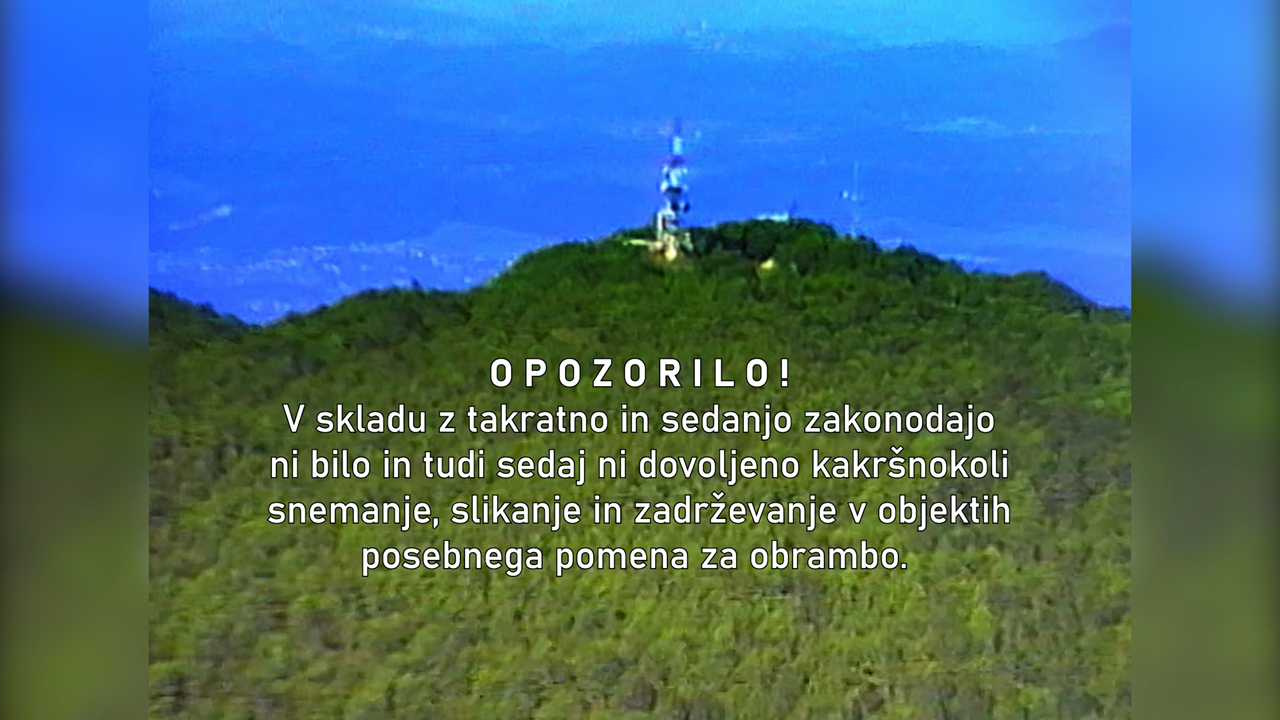 OPOZORILO!
V skladu z takratno in sedanjo zakonodajo
ni bilo in tudi sedaj ni dovoljeno kakršnokoli
snemanje, slikanje in zadrževanje v objektih
posebnega pomena za obrambo.